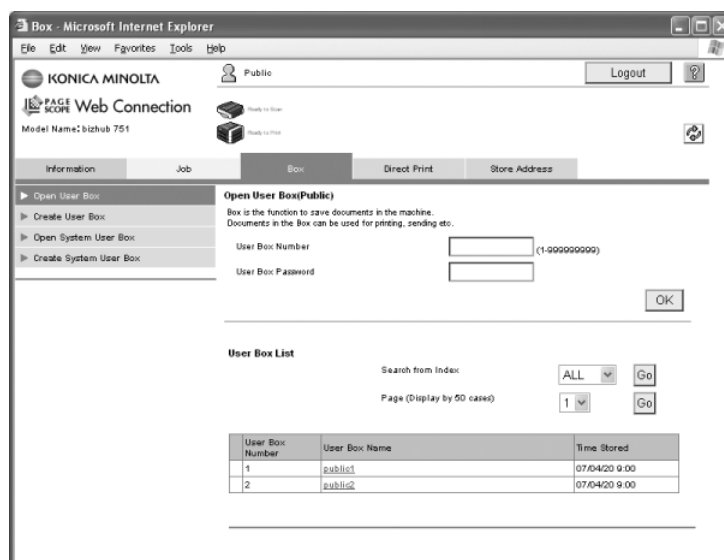 Box - Microsoft Internet Explorer
File Edit View Favorites Tools Help
KONICA MINOLTA
Public
Logout
?
PAGE SCOPE Web Connection
Ready to Scan
Model Name:bizhub 751
Ready to Print
Information Job Box Direct Print Store Address
Open User Box
Create User Box
Open System User Box
Create System User Box
Open User Box(Public)
Box is the function to save documents in the machine.
Documents in the Box can be used for printing, sending etc.
User Box Number (1-999999999)
User Box Password
OK
User Box List
Search from Index ALL Go
Page (Display by 50 cases) 1 Go
User Box Number User Box Name Time Stored
1 public1 07/04/20 9:00
2 public2 07/04/20 9:00